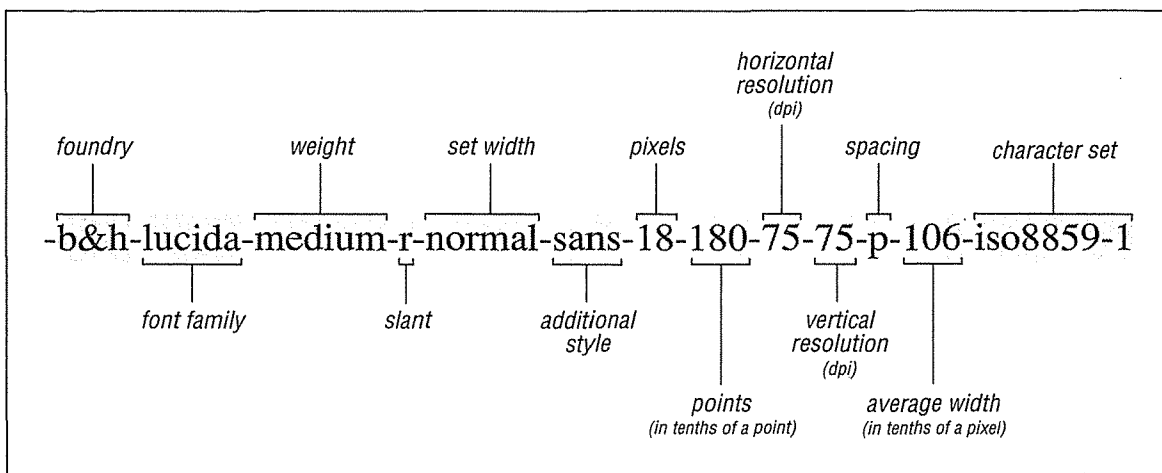 horizontal
resolution
(dpi)
foundry weight set width pixels spacing character set
-b&h-lucida-medium-r-normal-sans-18-180-75-75-p-106-iso8859-1
font family slant additional
style
vertical
resolution
(dpi)
points
(in tenths of a point)
average width
(in tenths of a pixel)